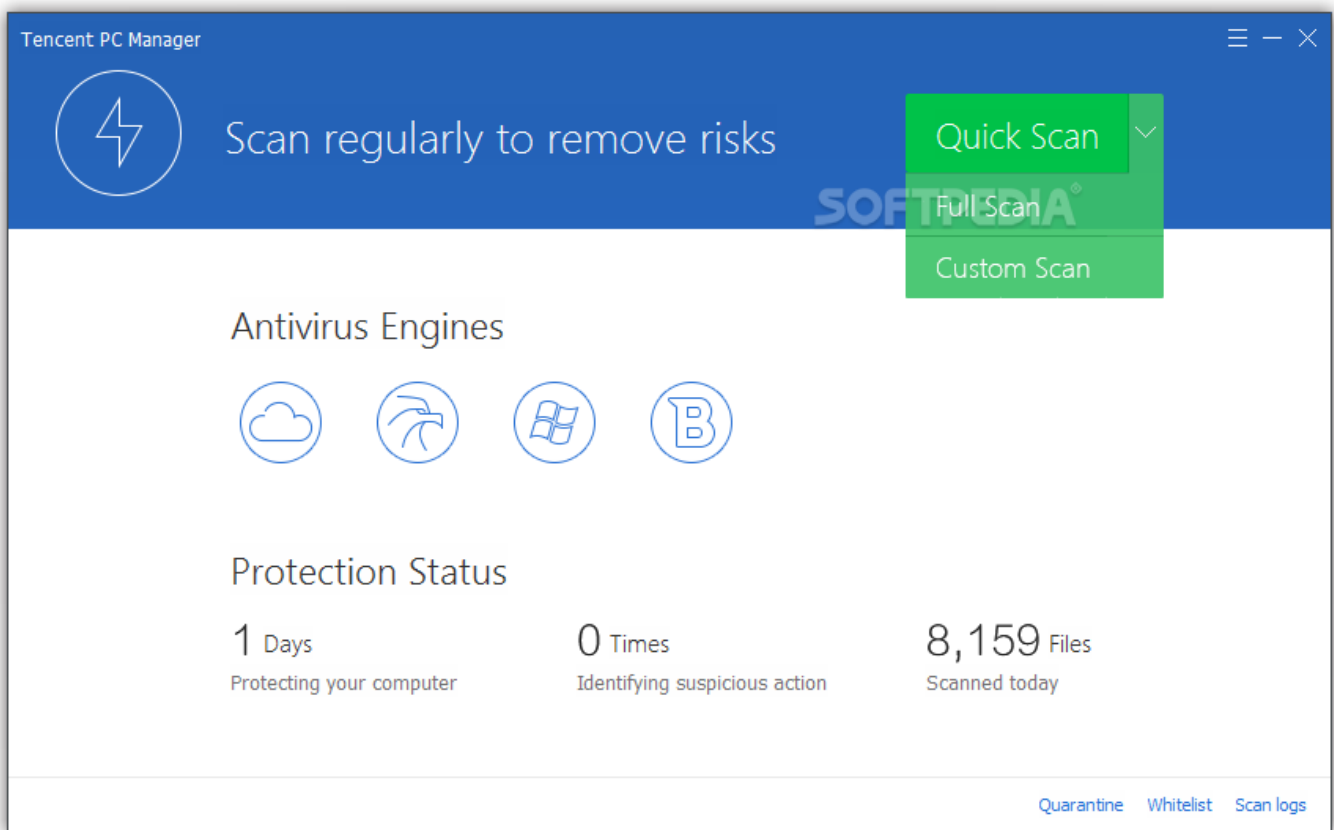 Tencent PC Manager
Scan regularly to remove risks
Quick Scan
SOFTPEDIA®
Full Scan
Custom Scan
Antivirus Engines
B
Protection Status
1 Days
Protecting your computer
0 Times
Identifying suspicious action
8,159 Files
Scanned today
Quarantine
Whitelist
Scan logs